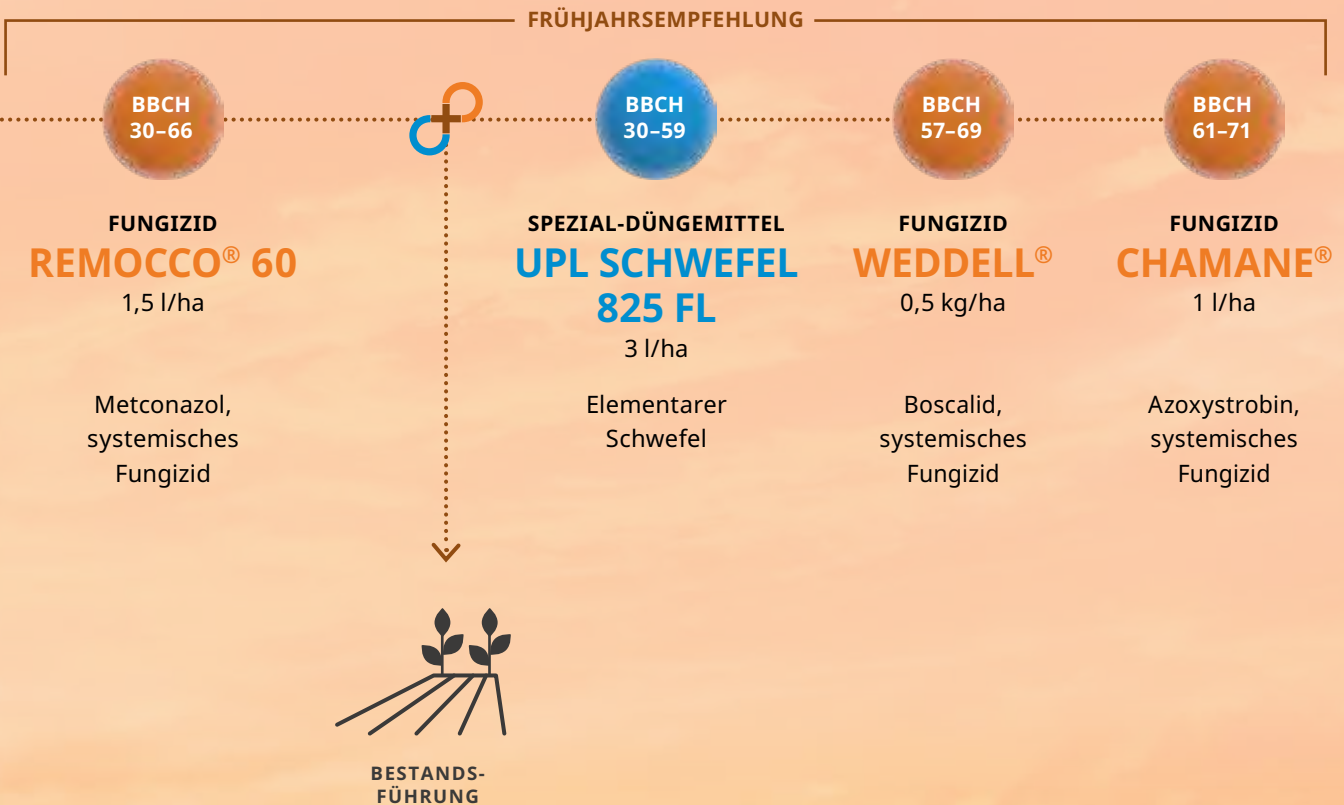 FRÜHJAHRSEMPFEHLUNG
BBCH
30–66
FUNGIZID
REMOCCO® 60
1,5 l/ha
Metconazol,
systemisches
Fungizid
BBCH
30–59
SPEZIAL-DÜNGEMITTEL
UPL SCHWEFEL
825 FL
3 l/ha
Elementarer
Schwefel
BBCH
57–69
FUNGIZID
WEDDELL®
0,5 kg/ha
Boscalid,
systemisches
Fungizid
BBCH
61–71
FUNGIZID
CHAMANE®
1 l/ha
Azoxystrobin,
systemisches
Fungizid
BESTANDS-
FÜHRUNG